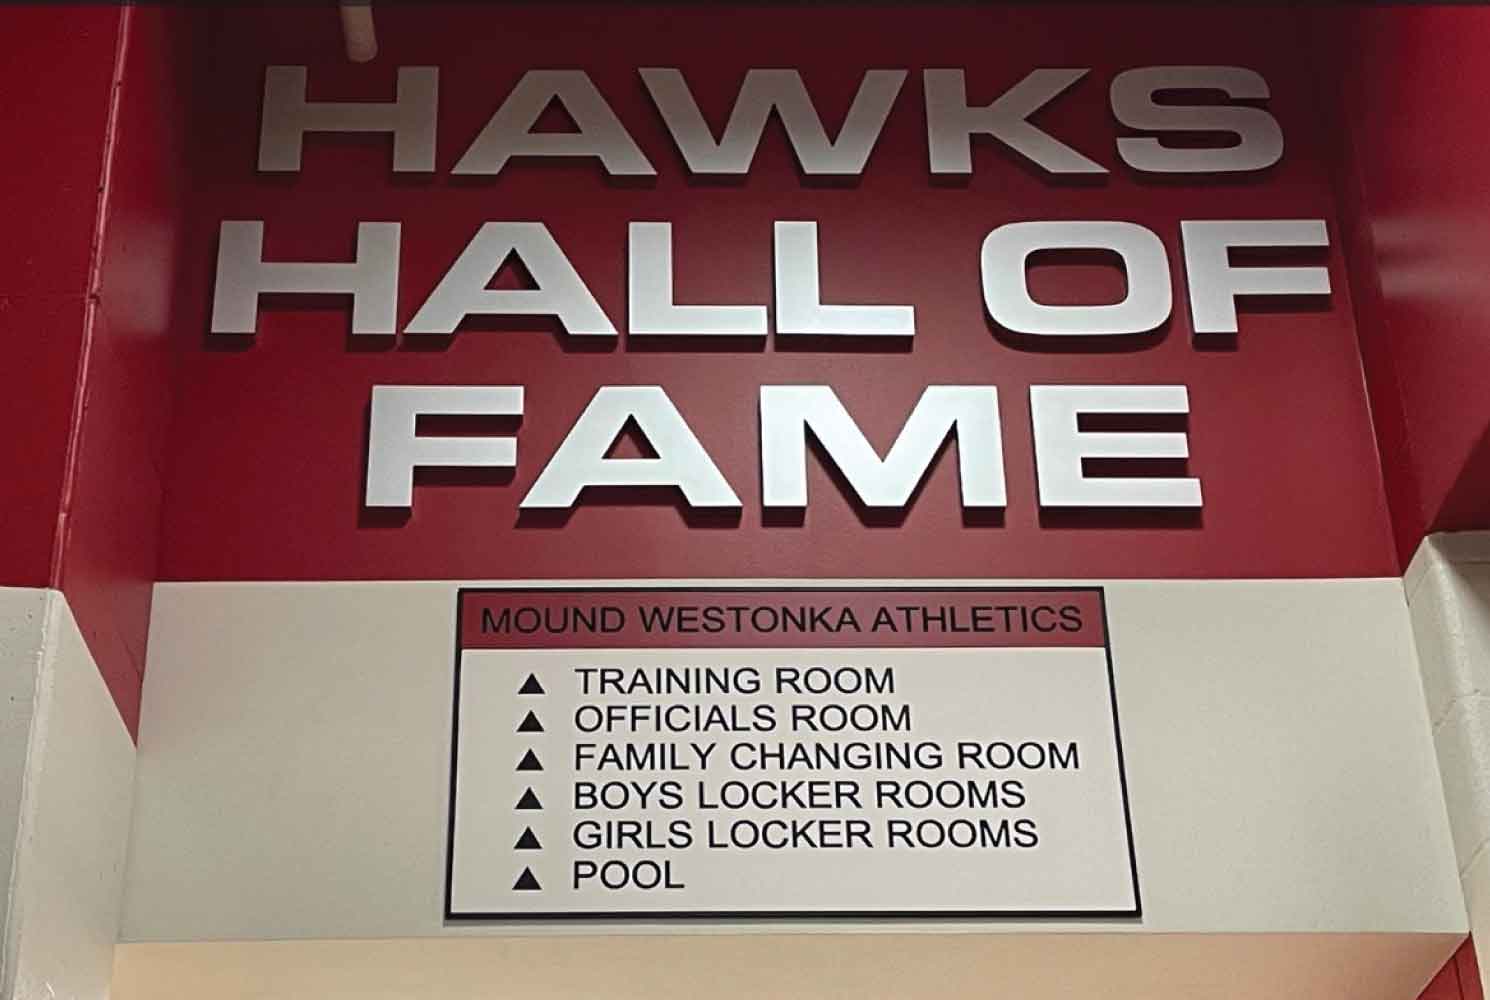 HAWKS
HALL OF
FAME
MOUND WESTONKA ATHLETICS
▲ TRAINING ROOM
▲ OFFICIALS ROOM
▲ FAMILY CHANGING ROOM
▲ BOYS LOCKER ROOMS
▲ GIRLS LOCKER ROOMS
▲ POOL